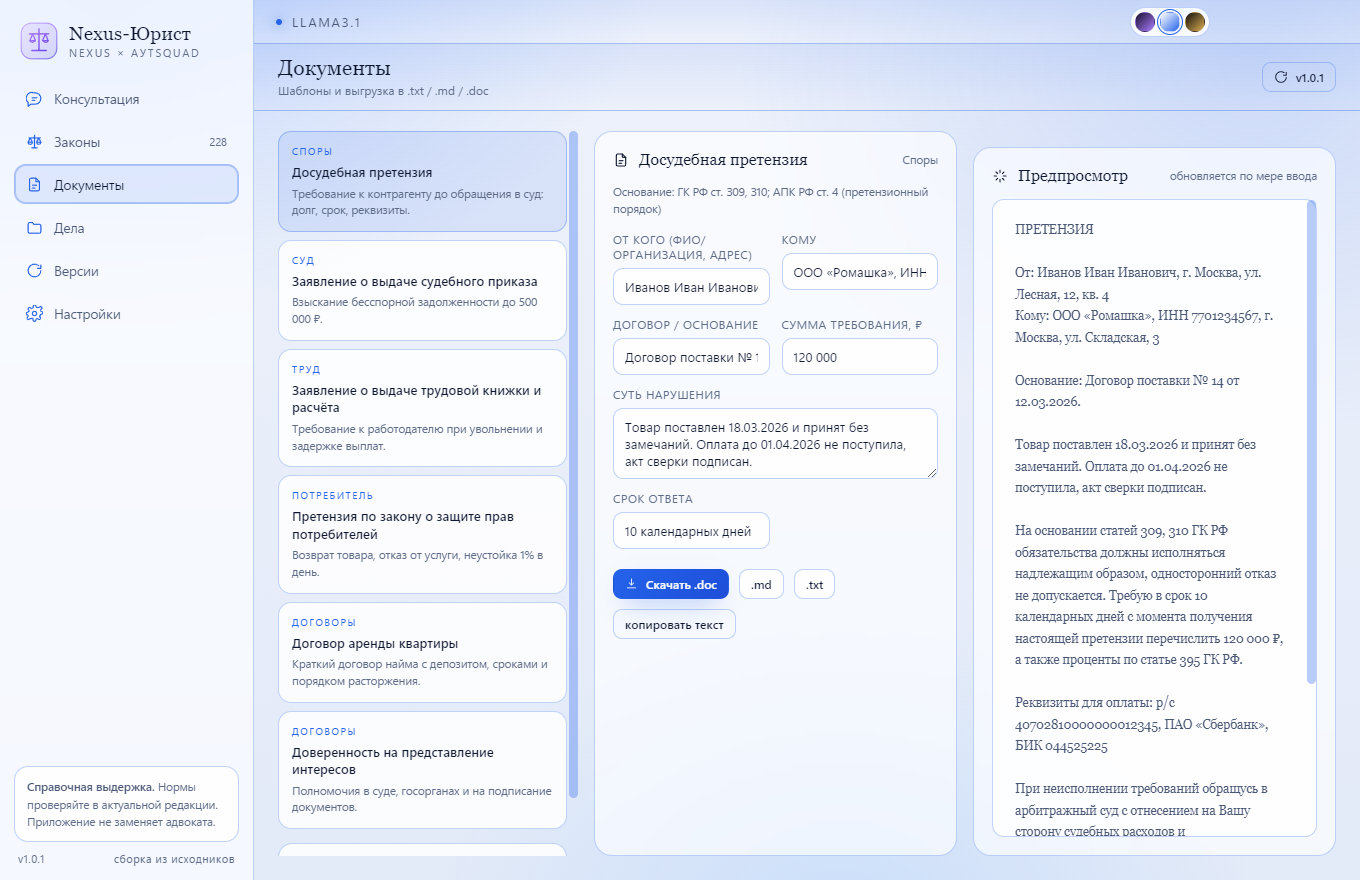 Nexus-Юрист
NEXUS × АУТSQUAD
Консультация
Законы
228
Документы
Дела
Версии
Настройки
Справочная выдержка. Нормы
проверяйте в актуальной редакции.
Приложение не заменяет адвоката.
v1.0.1
сборка из исходников
LLAMA3.1
Документы
Шаблоны и выгрузка в .txt / .md / .doc
v1.0.1
СПОРЫ
Досудебная претензия
Требование к контрагенту до обращения в суд:
долг, срок, реквизиты.
СУД
Заявление о выдаче судебного приказа
Взыскание бесспорной задолженности до 500
000 ₽.
ТРУД
Заявление о выдаче трудовой книжки и
расчёта
Требование к работодателю при увольнении и
задержке выплат.
ПОТРЕБИТЕЛЬ
Претензия по закону о защите прав
потребителей
Возврат товара, отказ от услуги, неустойка 1% в
день.
ДОГОВОРЫ
Договор аренды квартиры
Краткий договор найма с депозитом, сроками и
порядком расторжения.
ДОГОВОРЫ
Доверенность на представление
интересов
Полномочия в суде, госорганах и на подписание
документов.
Досудебная претензия
Споры
Основание: ГК РФ ст. 309, 310; АПК РФ ст. 4 (претензионный
порядок)
ОТ КОГО (ФИО/
ОРГАНИЗАЦИЯ, АДРЕС)
Иванов Иван Иванови
КОМУ
ООО «Ромашка», ИНН
ДОГОВОР / ОСНОВАНИЕ
Договор поставки № 1
СУММА ТРЕБОВАНИЯ, ₽
120 000
СУТЬ НАРУШЕНИЯ
Товар поставлен 18.03.2026 и принят без
замечаний. Оплата до 01.04.2026 не поступила,
акт сверки подписан.
СРОК ОТВЕТА
10 календарных дней
Скачать .doc
.md
.txt
копировать текст
Предпросмотр
обновляется по мере ввода
ПРЕТЕНЗИЯ
От: Иванов Иван Иванович, г. Москва, ул.
Лесная, 12, кв. 4
Кому: ООО «Ромашка», ИНН 7701234567, г.
Москва, ул. Складская, 3
Основание: Договор поставки № 14 от
12.03.2026.
Товар поставлен 18.03.2026 и принят без
замечаний. Оплата до 01.04.2026 не
поступила, акт сверки подписан.
На основании статей 309, 310 ГК РФ
обязательства должны исполняться
надлежащим образом, односторонний отказ
не допускается. Требую в срок 10
календарных дней с момента получения
настоящей претензии перечислить 120 000 ₽,
а также проценты по статье 395 ГК РФ.
Реквизиты для оплаты: р/с
40702810000000012345, ПАО «Сбербанк»,
БИК 044525225
При неисполнении требований обращусь в
арбитражный суд с отнесением на Вашу
сторону судебных расходов и